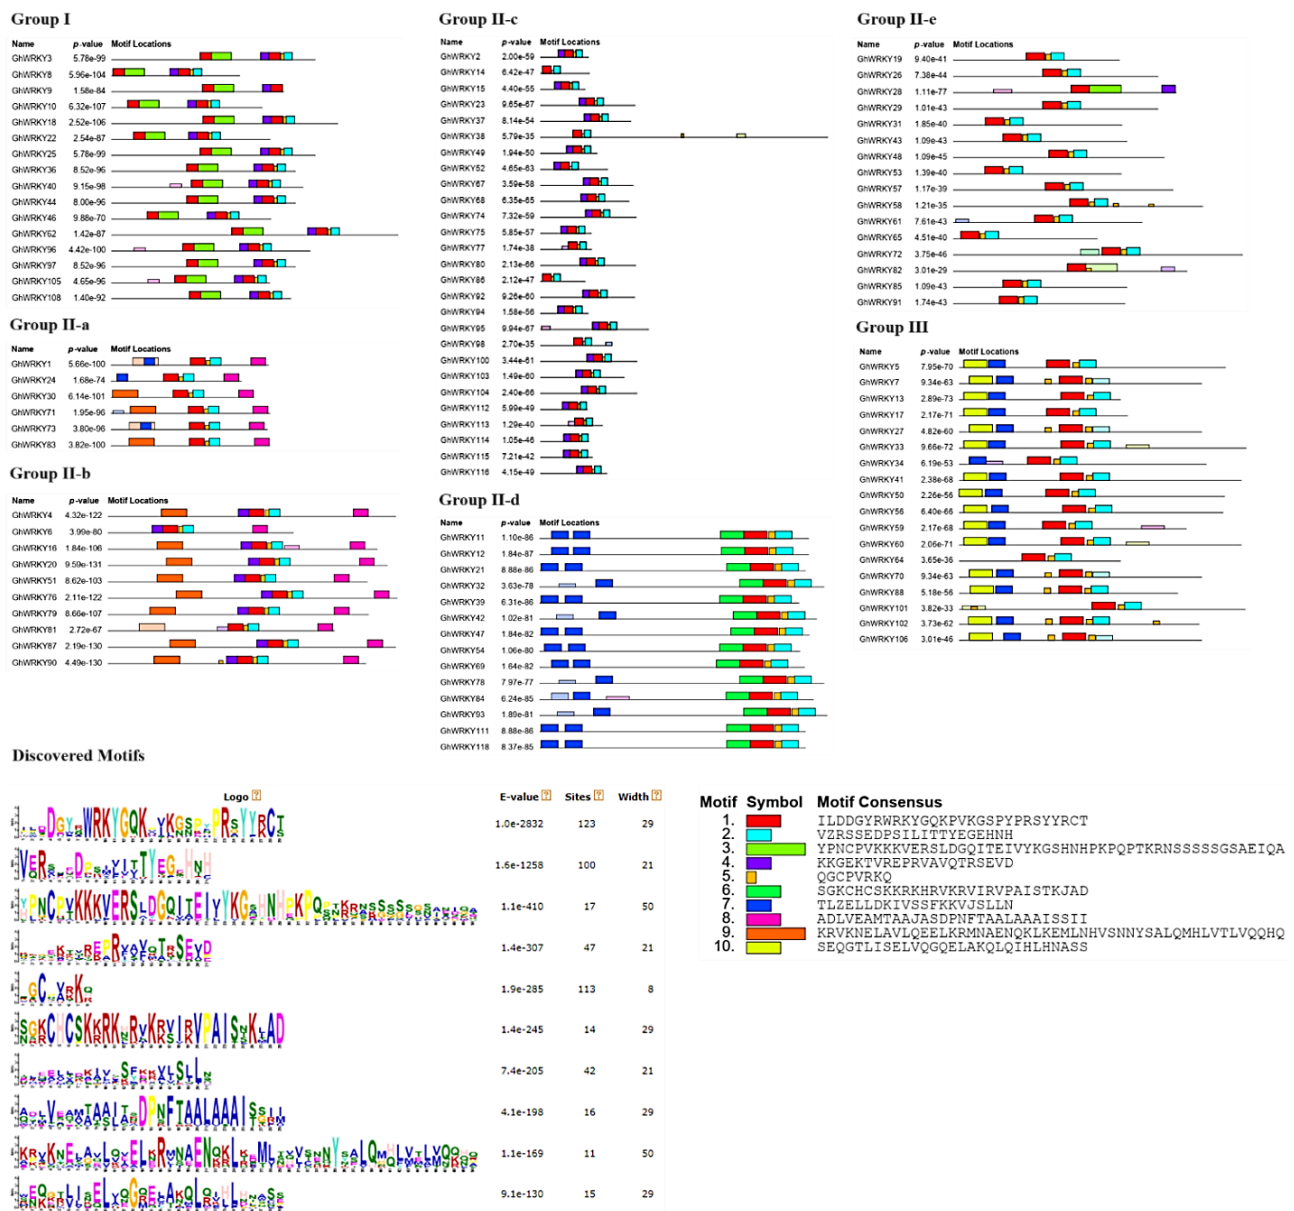 Group I
Name p-value Motif Locations
GhWRKY3 5.78e-99
GhWRKY8 5.96e-104
GhWRKY9 1.58e-84
GhWRKY10 6.32e-107
GhWRKY18 2.52e-106
GhWRKY22 2.54e-87
GhWRKY25 5.78e-99
GhWRKY36 8.52e-96
GhWRKY40 9.15e-98
GhWRKY44 8.00e-96
GhWRKY46 9.88e-70
GhWRKY62 1.42e-87
GhWRKY96 4.42e-100
GhWRKY97 8.52e-96
GhWRKY105 4.65e-96
GhWRKY108 1.40e-92
Group II-a
Name p-value Motif Locations
GhWRKY1 5.66e-100
GhWRKY24 1.68e-74
GhWRKY30 6.14e-101
GhWRKY71 1.95e-96
GhWRKY73 3.80e-96
GhWRKY83 3.82e-100
Group II-b
Name p-value Motif Locations
GhWRKY4 4.32e-122
GhWRKY6 3.99e-80
GhWRKY16 1.84e-106
GhWRKY20 9.59e-131
GhWRKY51 8.62e-103
GhWRKY76 2.11e-122
GhWRKY79 8.66e-107
GhWRKY81 2.72e-67
GhWRKY87 2.19e-130
GhWRKY90 4.49e-130
Group II-c
Name p-value Motif Locations
GhWRKY2 2.00e-59
GhWRKY14 6.42e-47
GhWRKY15 4.40e-55
GhWRKY23 9.65e-67
GhWRKY37 8.14e-54
GhWRKY38 5.79e-35
GhWRKY49 1.94e-50
GhWRKY52 4.65e-63
GhWRKY67 3.59e-58
GhWRKY68 6.35e-65
GhWRKY74 7.32e-59
GhWRKY75 5.85e-57
GhWRKY77 1.74e-38
GhWRKY80 2.13e-66
GhWRKY86 2.12e-47
GhWRKY92 9.26e-60
GhWRKY94 1.58e-56
GhWRKY95 9.94e-67
GhWRKY98 2.70e-35
GhWRKY100 3.44e-61
GhWRKY103 1.49e-60
GhWRKY104 2.40e-66
GhWRKY112 5.99e-49
GhWRKY113 1.29e-40
GhWRKY114 1.05e-46
GhWRKY115 7.21e-42
GhWRKY116 4.15e-49
Group II-d
Name p-value Motif Locations
GhWRKY11 1.10e-86
GhWRKY12 1.84e-87
GhWRKY21 8.88e-86
GhWRKY32 3.63e-78
GhWRKY39 6.31e-86
GhWRKY42 1.02e-81
GhWRKY47 1.84e-82
GhWRKY54 1.06e-80
GhWRKY69 1.64e-82
GhWRKY78 7.97e-77
GhWRKY84 6.24e-85
GhWRKY93 1.89e-81
GhWRKY111 8.88e-86
GhWRKY118 8.37e-85
Group II-e
Name p-value Motif Locations
GhWRKY19 9.40e-41
GhWRKY26 7.38e-44
GhWRKY28 1.11e-77
GhWRKY29 1.01e-43
GhWRKY31 1.85e-40
GhWRKY43 1.09e-43
GhWRKY48 1.09e-45
GhWRKY53 1.39e-40
GhWRKY57 1.17e-39
GhWRKY58 1.21e-35
GhWRKY61 7.61e-43
GhWRKY65 4.51e-40
GhWRKY72 3.75e-46
GhWRKY82 3.01e-29
GhWRKY85 1.09e-43
GhWRKY91 1.74e-43
Group III
Name p-value Motif Locations
GhWRKY5 7.95e-70
GhWRKY7 9.34e-63
GhWRKY13 2.89e-73
GhWRKY17 2.17e-71
GhWRKY27 4.82e-60
GhWRKY33 9.66e-72
GhWRKY34 6.19e-53
GhWRKY41 2.38e-68
GhWRKY50 2.26e-56
GhWRKY56 6.40e-66
GhWRKY59 2.17e-68
GhWRKY60 2.06e-71
GhWRKY64 3.65e-36
GhWRKY70 9.34e-63
GhWRKY88 5.18e-56
GhWRKY101 3.82e-33
GhWRKY102 3.73e-62
GhWRKY106 3.01e-46
Discovered Motifs
Logo E-value Sites Width
1.0e-2832 123 29
1.6e-1258 100 21
1.1e-410 17 50
1.4e-307 47 21
1.9e-285 113 8
1.4e-245 14 29
7.4e-205 42 21
4.1e-198 16 29
1.1e-169 11 50
9.1e-130 15 29
Motif Symbol Motif Consensus
1. ILDDGYRWRKYGQKPVKGSPYPRSYYRCT
2. VZRSSEDPSILITTYEGEHNH
3. YPNCPVKKKVERSLDGQITEIVYKGSHNHPKPQPTKRNSSSSSGSAEIQA
4. KKGEKTVREPRVAVQTRSEVD
5. QGCPVRKQ
6. SGKCHCSKKRKHRVKRVIRVPAISTKJAD
7. TLZELLDKIVSSFKKVJSLLN
8. ADLVEAMTAAJASDPNFTAALAAAISSII
9. KRVKNELAVLQEELKRMNAENQKLKEMLNHVSNNYSALQMHLVTLVQQHQ
10. SEQGTLISELVQGQELAKQLQIHLHNASS